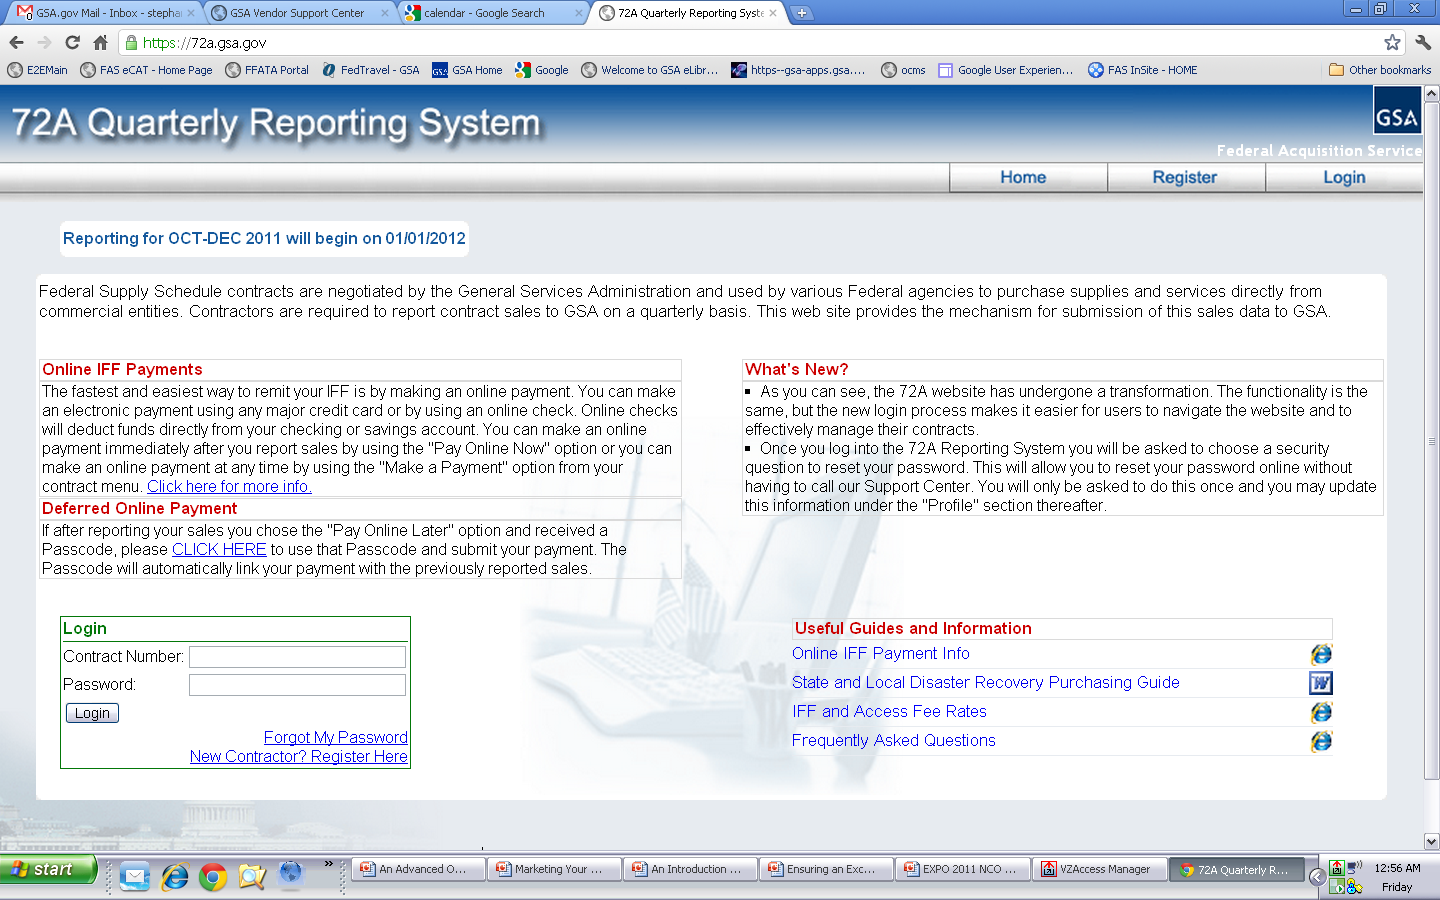 GSA.gov Mail - Inbox - stepha
GSA Vendor Support Center
calendar - Google Search
72A Quarterly Reporting Syst
https://72a.gsa.gov
E2EMain
FAS eCAT - Home Page
FFATA Portal
FedTravel - GSA
GSA
GSA Home
Google
Welcome to GSA eLibr...
https--gsa-apps.gsa....
ocms
Google User Experien...
FAS InSite - HOME
Other bookmarks
72A Quarterly Reporting System
GSA
Federal Acquisition Service
Home
Register
Login
Reporting for OCT-DEC 2011 will begin on 01/01/2012
Federal Supply Schedule contracts are negotiated by the General Services Administration and used by various Federal agencies to purchase supplies and services directly from
commercial entities. Contractors are required to report contract sales to GSA on a quarterly basis. This web site provides the mechanism for submission of this sales data to GSA.
Online IFF Payments
The fastest and easiest way to remit your IFF is by making an online payment. You can make
an electronic payment using any major credit card or by using an online check. Online checks
will deduct funds directly from your checking or savings account. You can make an online
payment immediately after you report sales by using the "Pay Online Now" option or you can
make an online payment at any time by using the "Make a Payment" option from your
contract menu. Click here for more info.
Deferred Online Payment
If after reporting your sales you chose the "Pay Online Later" option and received a
Passcode, please CLICK HERE to use that Passcode and submit your payment. The
Passcode will automatically link your payment with the previously reported sales.
What's New?
▪ As you can see, the 72A website has undergone a transformation. The functionality is the
same, but the new login process makes it easier for users to navigate the website and to
effectively manage their contracts.
▪ Once you log into the 72A Reporting System you will be asked to choose a security
question to reset your password. This will allow you to reset your password online without
having to call our Support Center. You will only be asked to do this once and you may update
this information under the "Profile" section thereafter.
Login
Contract Number:
Password:
Login
Forgot My Password
New Contractor? Register Here
Useful Guides and Information
Online IFF Payment Info
State and Local Disaster Recovery Purchasing Guide
IFF and Access Fee Rates
Frequently Asked Questions
start
An Advanced O...
Marketing Your ...
An Introduction ...
Ensuring an Exc...
EXPO 2011 NCO ...
VZAccess Manager
72A Quarterly R...
12:56 AM
Friday